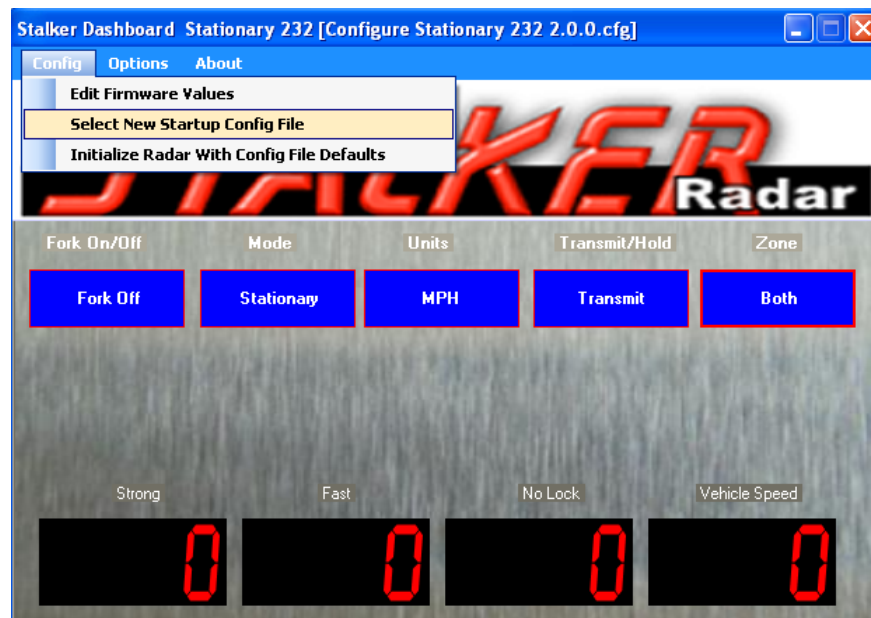 Stalker Dashboard Stationary 232 [Configure Stationary 232 2.0.0.cfg]
Config Options About
Edit Firmware Values
Select New Startup Config File
Initialize Radar With Config File Defaults
STALKER
Radar
Fork On/Off Mode Units Transmit/Hold Zone
Fork Off Stationary MPH Transmit Both
Strong Fast No Lock Vehicle Speed
0 0 0 0